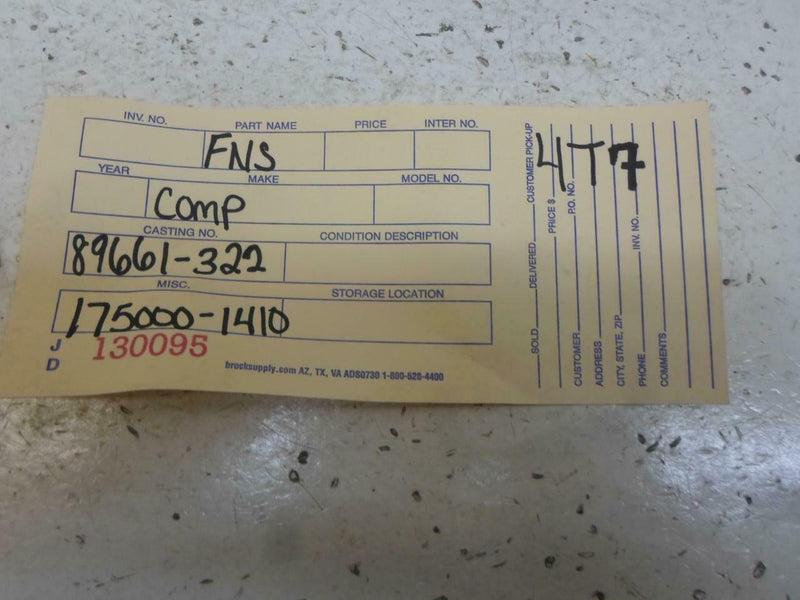 INV. NO. PART NAME PRICE INTER NO.
FNS
YEAR MAKE MODEL NO.
COMP
CASTING NO. CONDITION DESCRIPTION
89661-322
MISC. STORAGE LOCATION
175000-1410
J D 130095
brocksupply.com AZ, TX, VA ADS0730 1-800-528-4400
4T7
SOLD DELIVERED CUSTOMER PICK-UP
PRICE $
CUSTOMER P.O. NO.
ADDRESS
CITY, STATE, ZIP
PHONE INV. NO.
COMMENTS